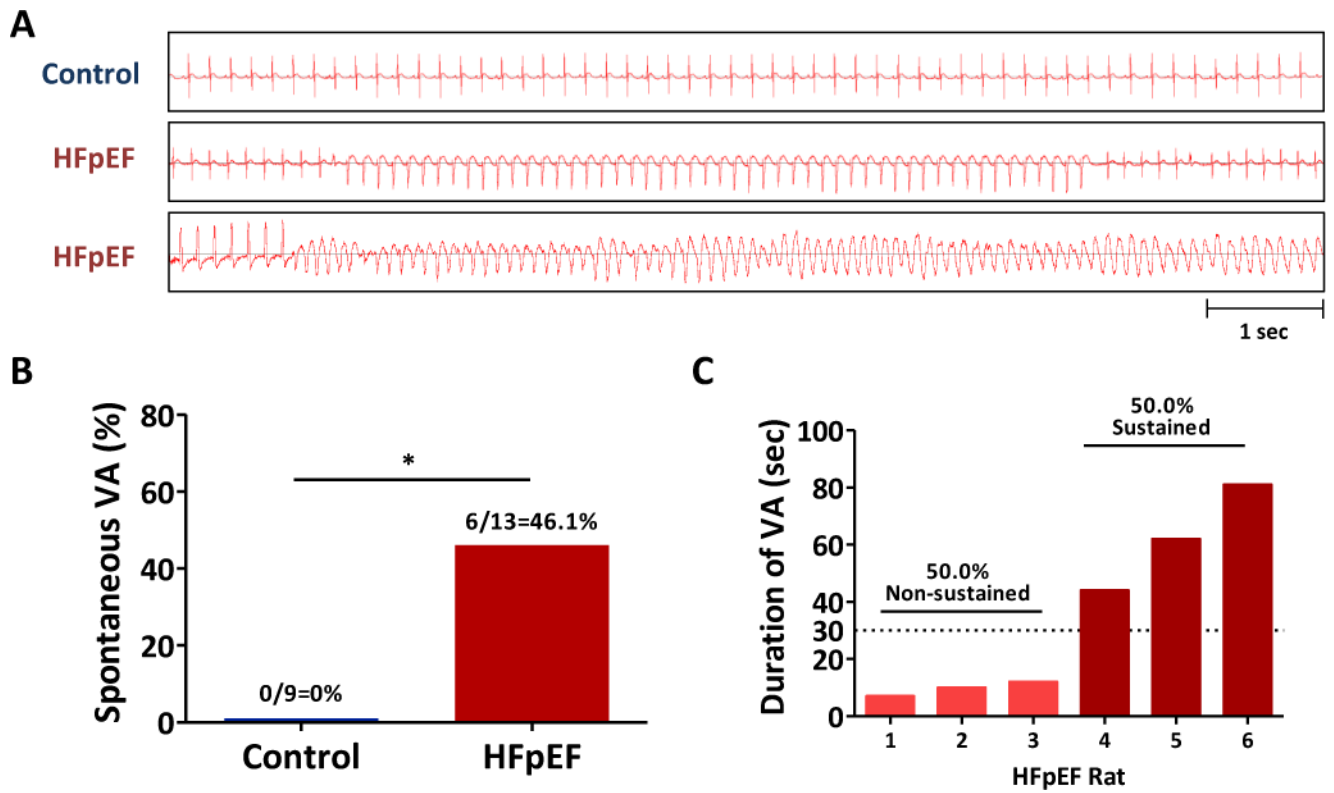 A
Control
HFpEF
HFpEF
1 sec
B
Spontaneous VA (%)
80
60
40
20
0
*
6/13=46.1%
0/9=0%
Control
HFpEF
C
Duration of VA (sec)
100
80
60
40
30
20
0
50.0%
Sustained
50.0%
Non-sustained
1
2
3
4
5
6
HFpEF Rat